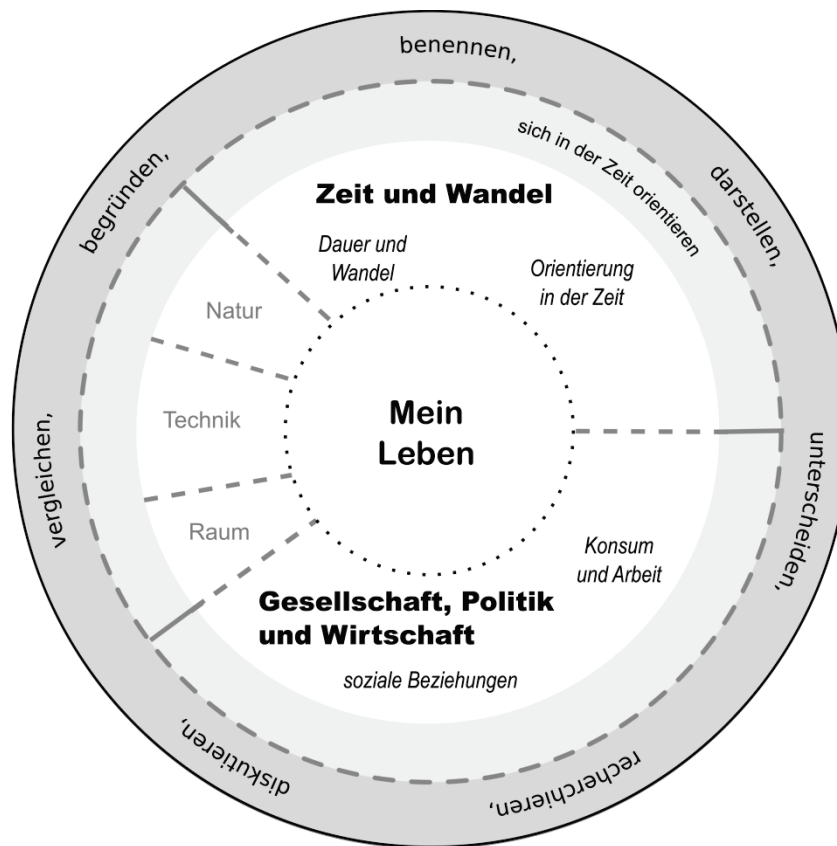 benennen,
darstellen,
unterscheiden,
recherchieren,
diskutieren,
vergleichen,
begründen,
sich in der Zeit orientieren
Zeit und Wandel
Dauer und
Wandel
Orientierung
in der Zeit
Natur
Technik
Raum
Mein
Leben
Konsum
und Arbeit
Gesellschaft, Politik
und Wirtschaft
soziale Beziehungen